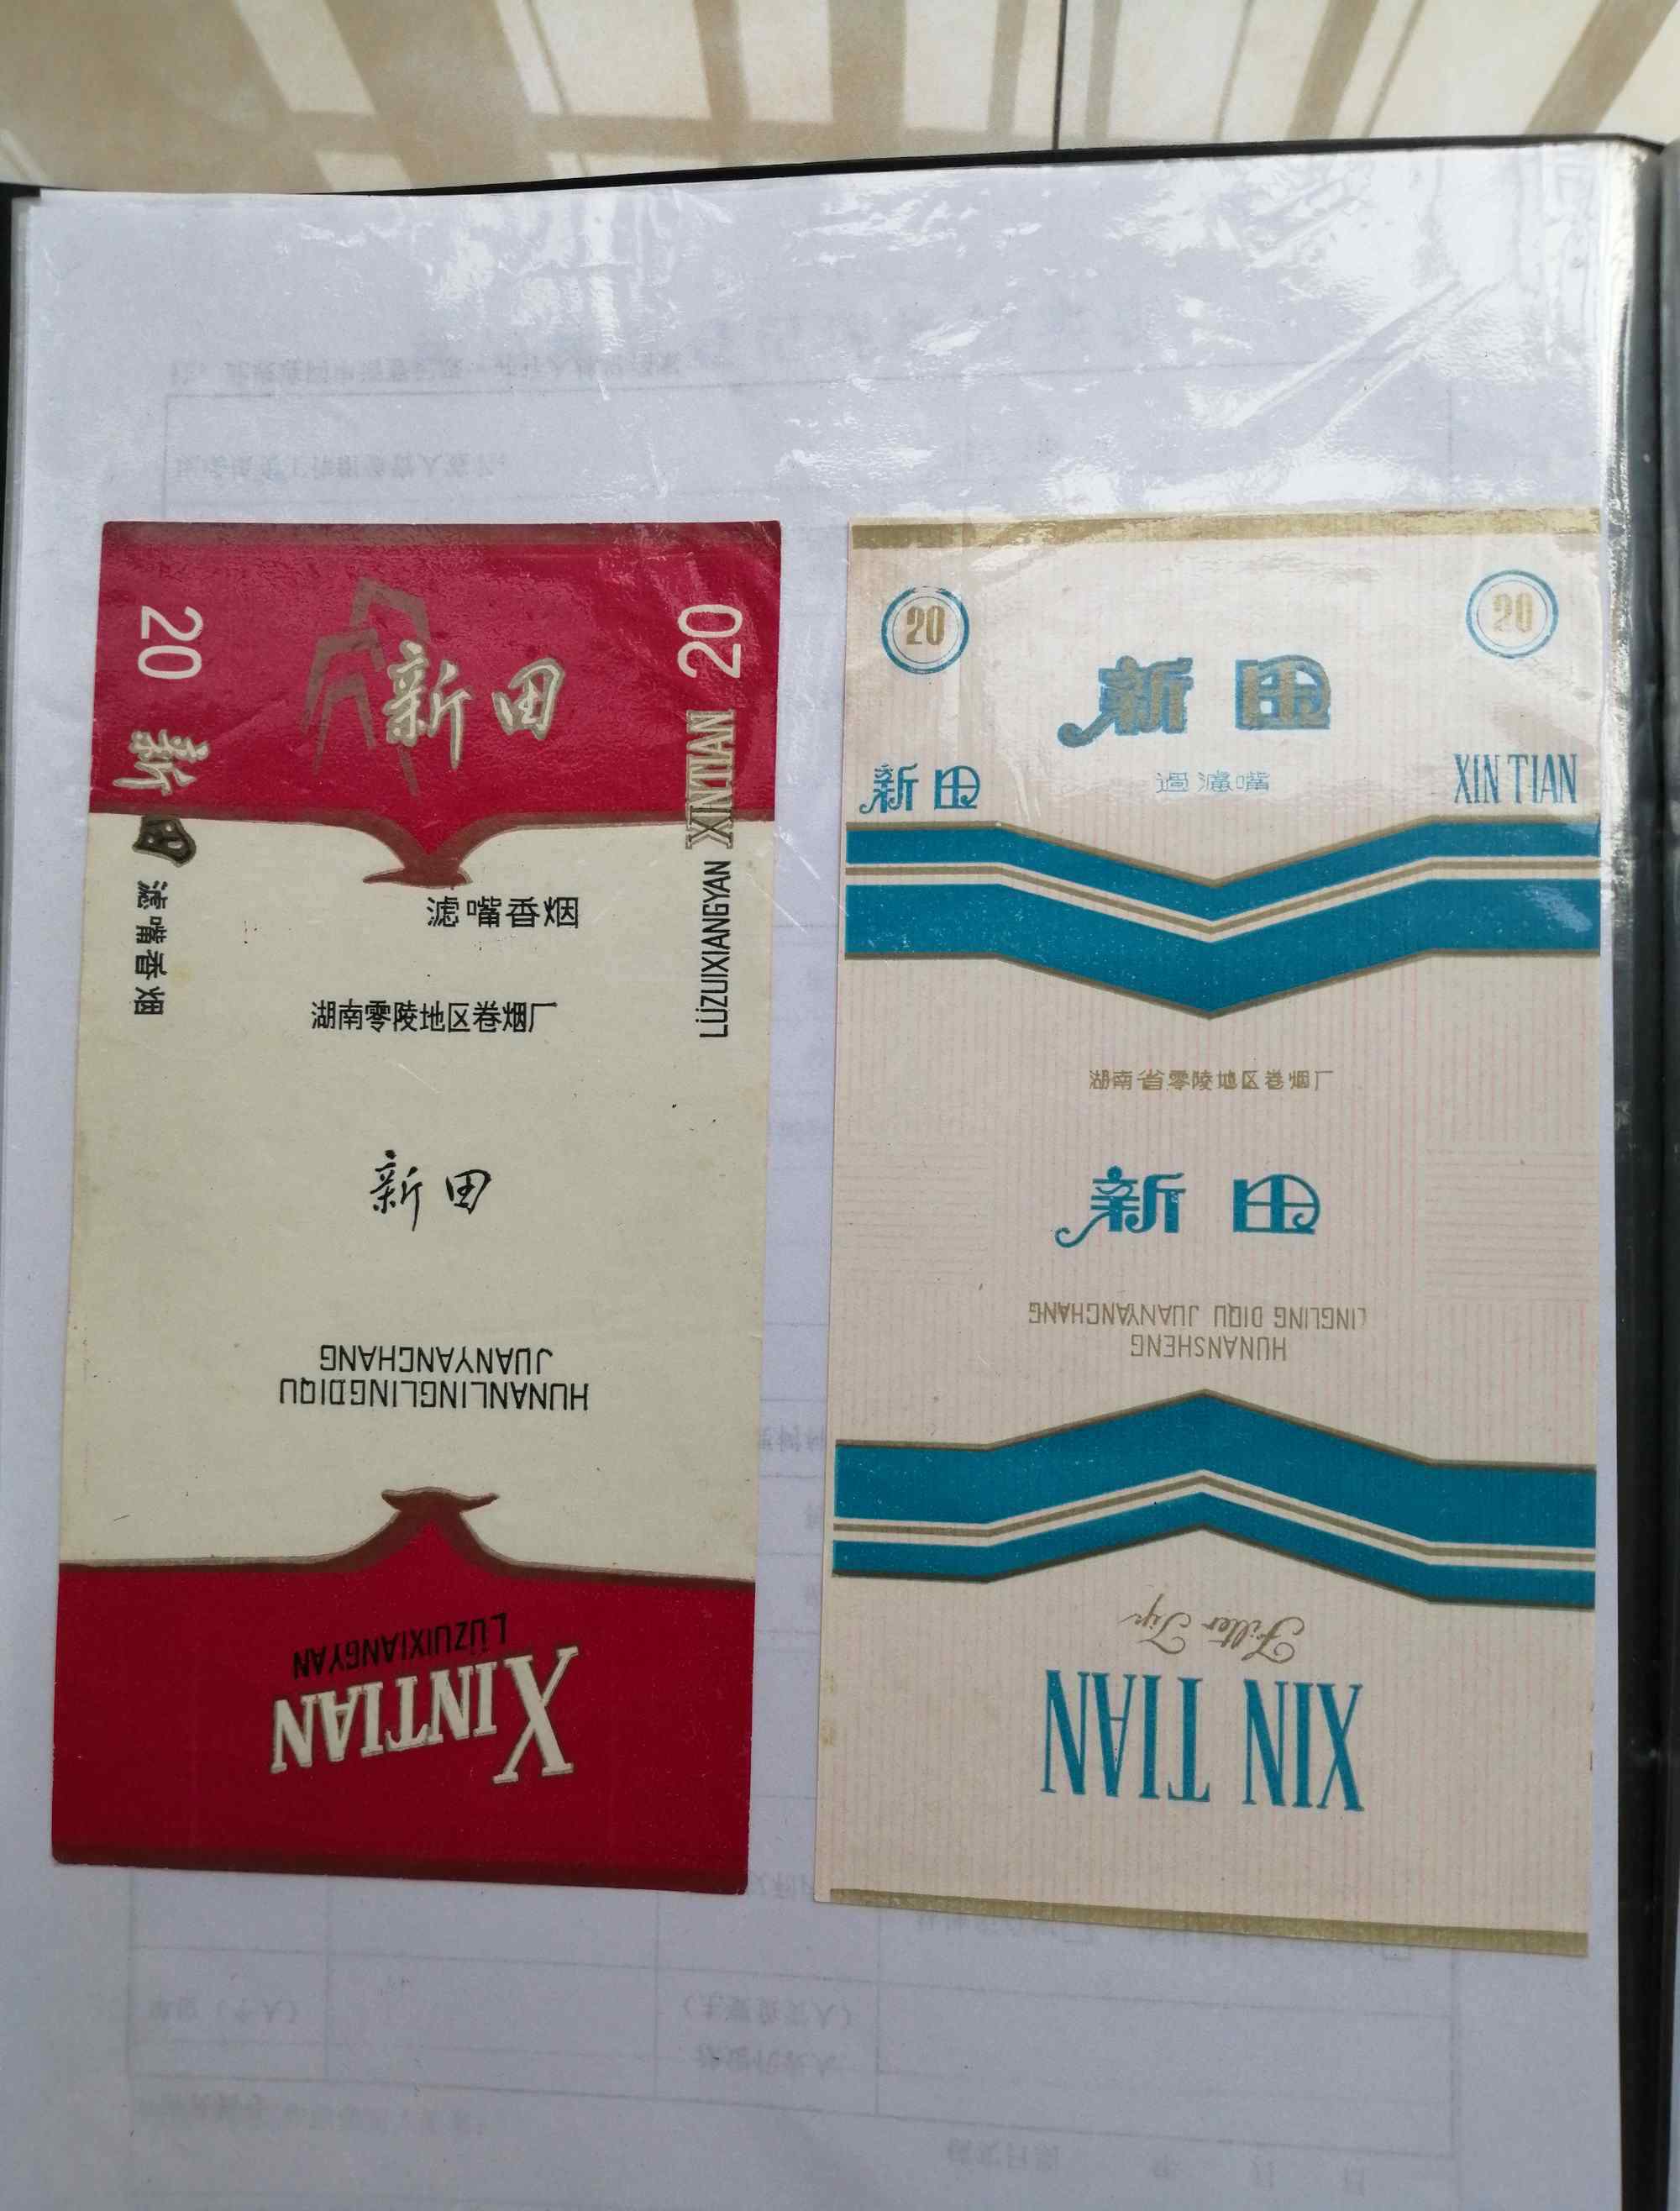 20
新田
20
XINTIAN
新田
滤嘴香烟
LÜZUIXIANGYAN
滤嘴香烟
湖南零陵地区卷烟厂
新田
HUNANLINGLINGDIQU
JUANYANCHANG
XINTIAN
LÜZUIXIANGYAN
20
20
新田
過濾嘴
新田
XIN TIAN
湖南省零陵地区卷烟厂
新田
HUNANSHENG
LINGLING DIQU JUANYANCHANG
XIN TIAN
Filter Tip